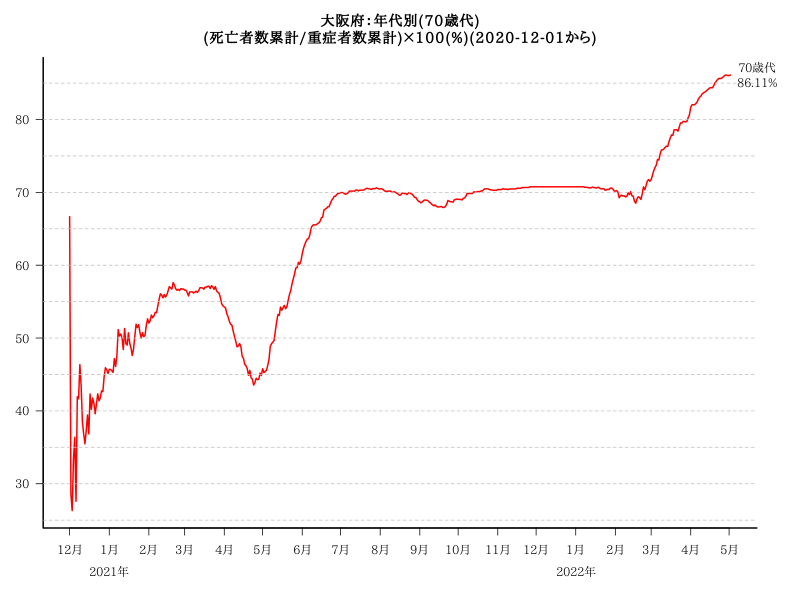 大阪府：年代別(70歳代)
(死亡者数累計/重症者数累計)×100(%)(2020-12-01から)
70歳代
86.11%
80
70
60
50
40
30
12月 1月 2月 3月 4月 5月 6月 7月 8月 9月 10月 11月 12月 1月 2月 3月 4月 5月
2021年 2022年